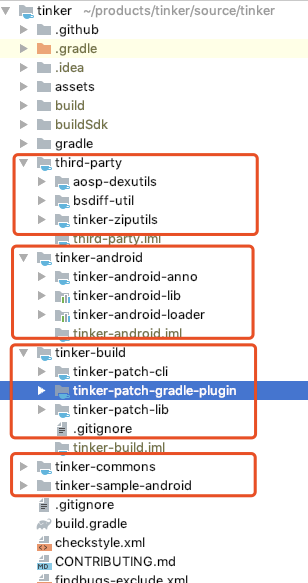 tinker ~/products/tinker/source/tinker
.github
.gradle
.idea
assets
build
buildSdk
gradle
third-party
aosp-dexutils
bsdiff-util
tinker-ziputils
third-party.iml
tinker-android
tinker-android-anno
tinker-android-lib
tinker-android-loader
tinker-android.iml
tinker-build
tinker-patch-cli
tinker-patch-gradle-plugin
tinker-patch-lib
.gitignore
tinker-build.iml
tinker-commons
tinker-sample-android
.gitignore
build.gradle
checkstyle.xml
CONTRIBUTING.md
findbugs-exclude.xml